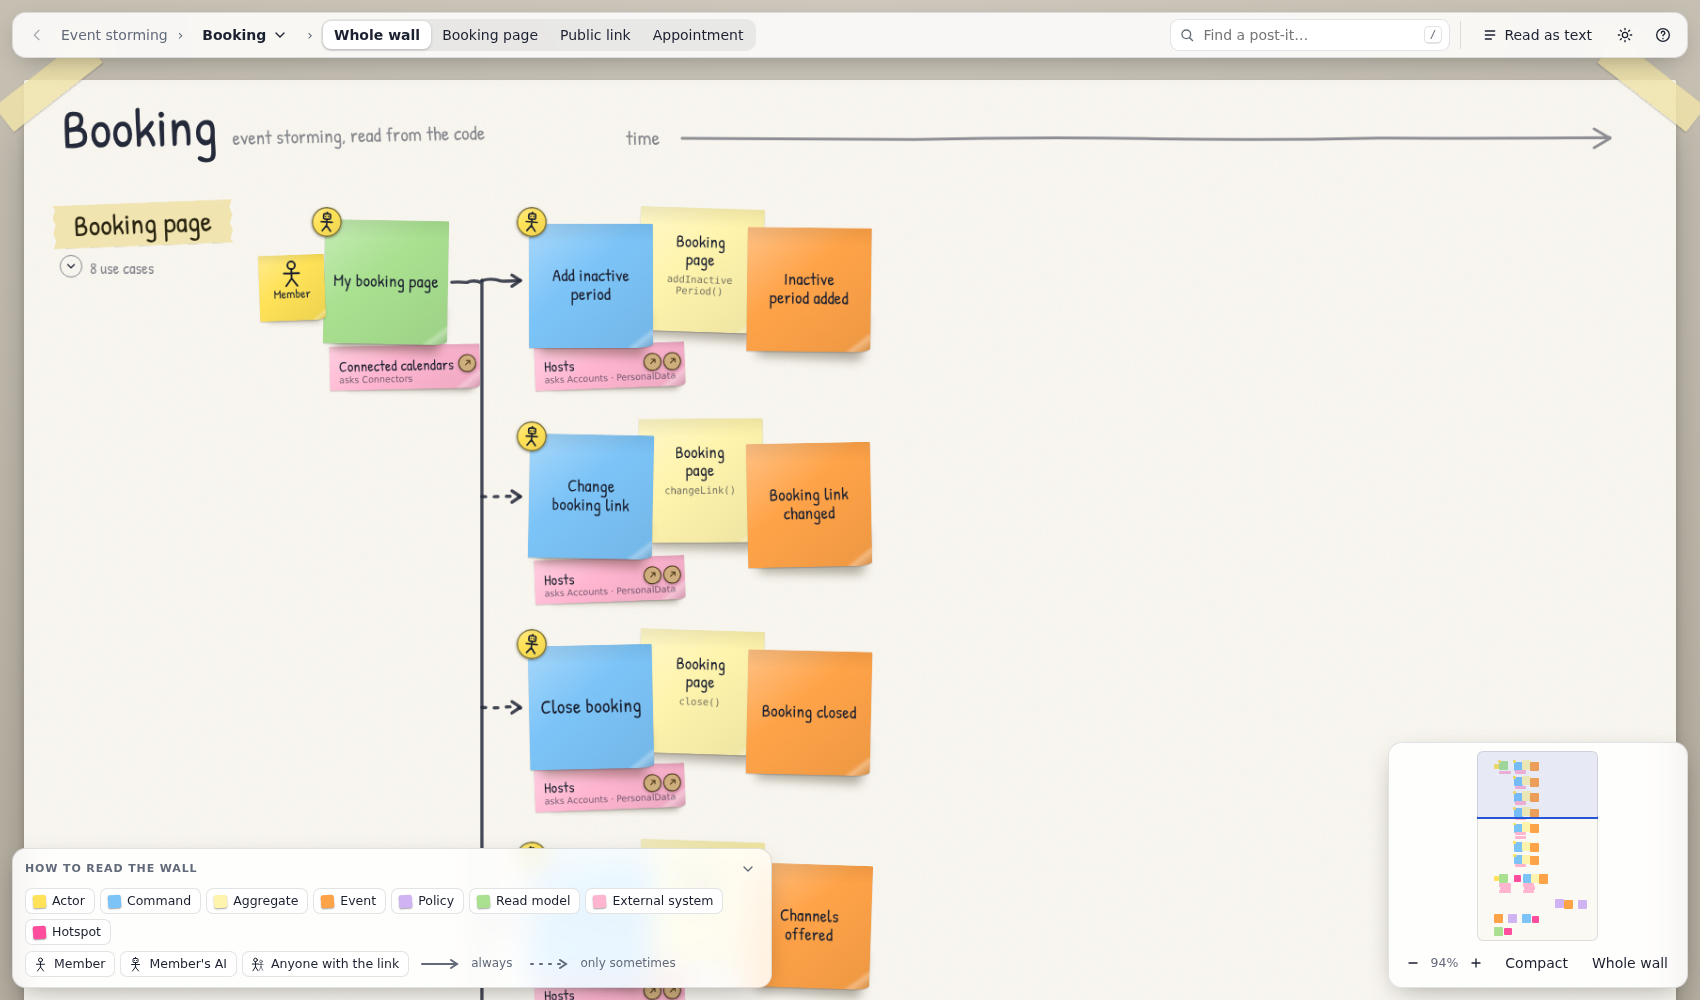 Event storming
Booking
Whole wall
Booking page
Public link
Appointment
Find a post-it...
/
Read as text
Booking
event storming, read from the code
time
Booking page
8 use cases
Member
My booking page
Connected calendars
asks Connectors
Add inactive
period
Booking
page
addInactive
Period()
Inactive
period added
Hosts
asks Accounts · PersonalData
Change
booking link
Booking
page
changeLink()
Booking link
changed
Hosts
asks Accounts · PersonalData
Close booking
Booking
page
close()
Booking closed
Hosts
asks Accounts · PersonalData
Channels
offered
Hosts
HOW TO READ THE WALL
Actor
Command
Aggregate
Event
Policy
Read model
External system
Hotspot
Member
Member's AI
Anyone with the link
always
only sometimes
− 94% +
Compact
Whole wall